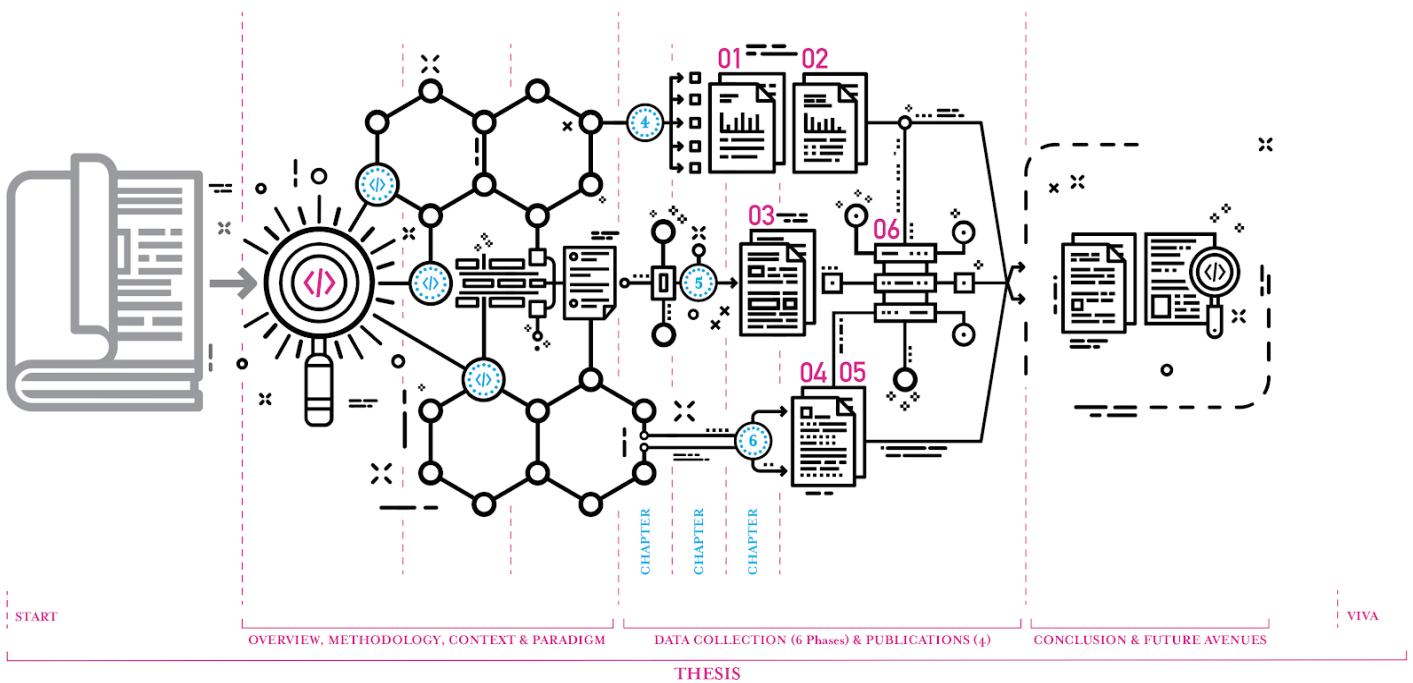 01
02
4
</>
03
06
</>
</>
5
04
05
</>
6
CHAPTER
CHAPTER
CHAPTER
START
VIVA
OVERVIEW, METHODOLOGY, CONTEXT & PARADIGM
DATA COLLECTION (6 Phases) & PUBLICATIONS (4)
CONCLUSION & FUTURE AVENUES
THESIS
</>